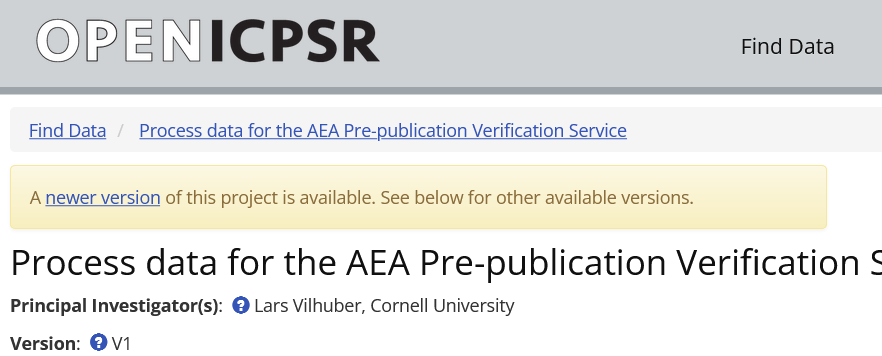 OPENICPSR
Find Data
Find Data / Process data for the AEA Pre-publication Verification Service
A newer version of this project is available. See below for other available versions.
Process data for the AEA Pre-publication Verification S
Principal Investigator(s): ? Lars Vilhuber, Cornell University
Version: ? V1